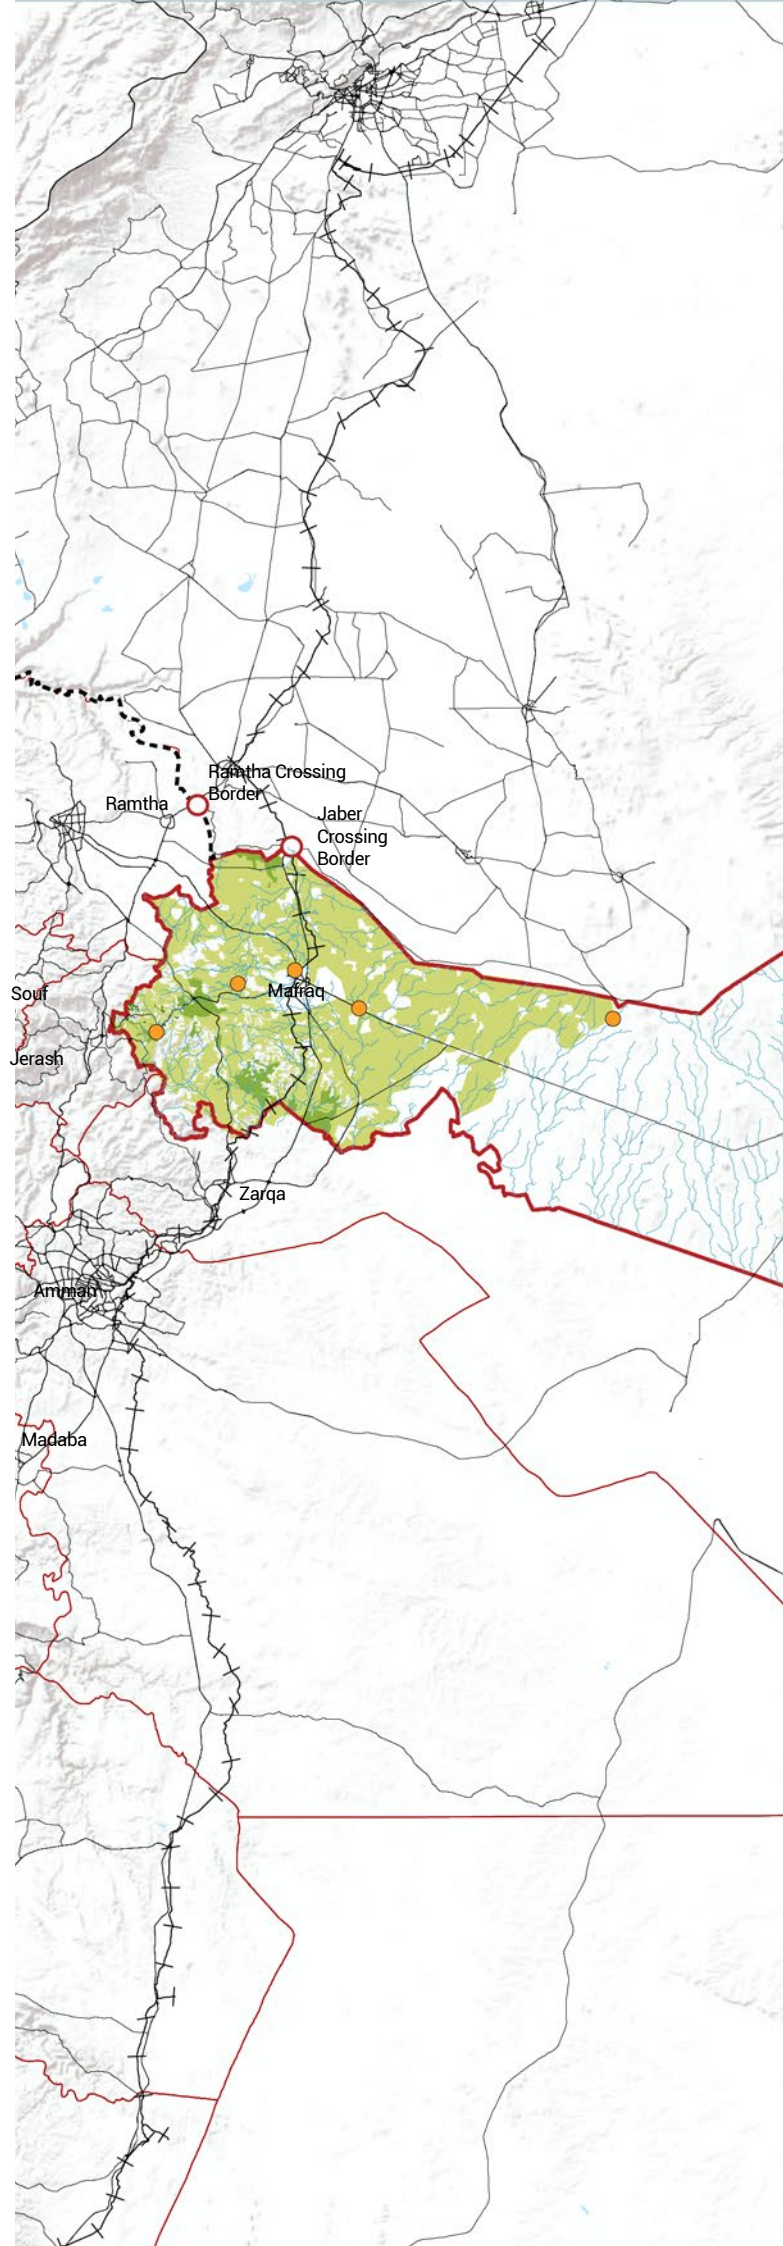 Ramtha Crossing
Border
Ramtha
Jaber
Crossing
Border
Souf
Mafraq
Jerash
Zarqa
Amman
Madaba